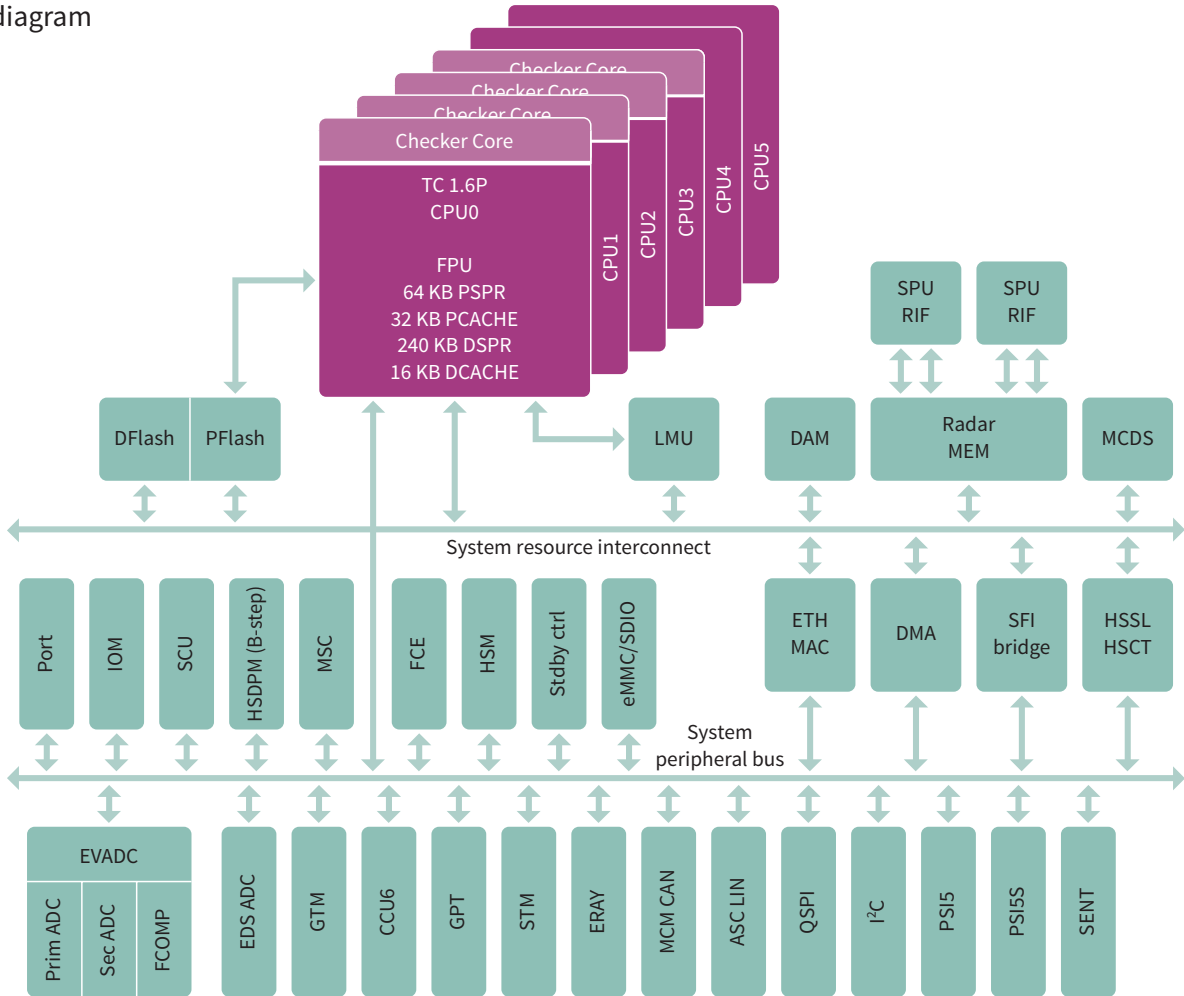 diagram
Checker Core
Checker Core
Checker Core
Checker Core
TC 1.6P
CPU0
FPU
64 KB PSPR
32 KB PCACHE
240 KB DSPR
16 KB DCACHE
CPU1
CPU2
CPU3
CPU4
CPU5
SPU
RIF
SPU
RIF
DFlash
PFlash
LMU
DAM
Radar
MEM
MCDS
System resource interconnect
Port
IOM
SCU
HSDPM (B-step)
MSC
FCE
HSM
Stdby ctrl
eMMC/SDIO
ETH
MAC
DMA
SFI
bridge
HSSL
HSCT
System
peripheral bus
EVADC
Prim ADC
Sec ADC
FCOMP
EDS ADC
GTM
CCU6
GPT
STM
ERAY
MCM CAN
ASC LIN
QSPI
I²C
PSI5
PSI5S
SENT